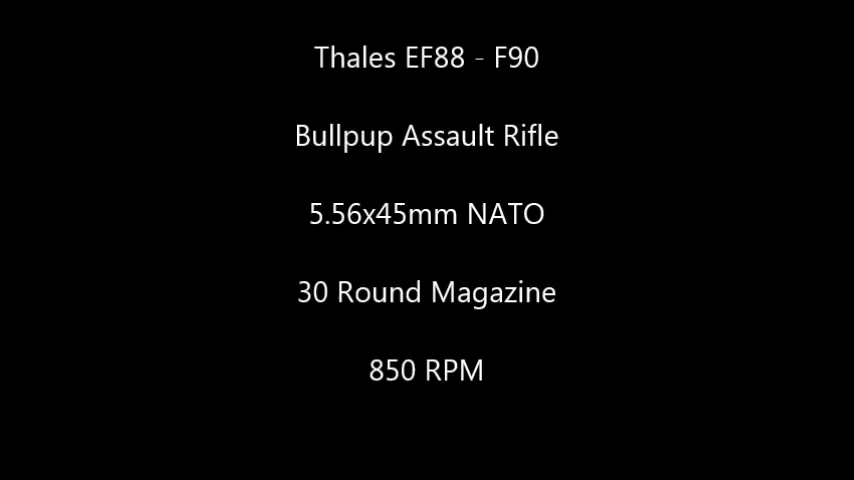 Thales EF88 - F90
Bullpup Assault Rifle
5.56x45mm NATO
30 Round Magazine
850 RPM